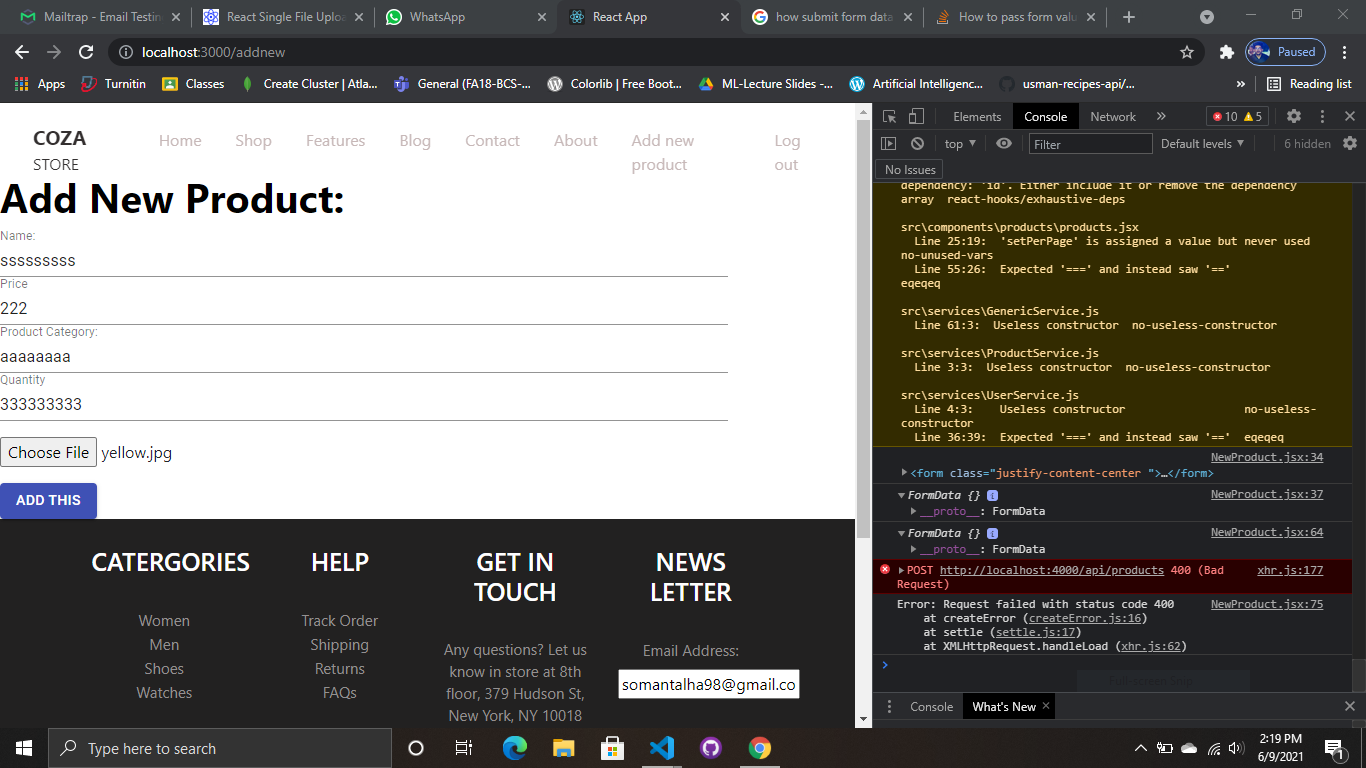 Mailtrap - Email Testin
React Single File Uploa
WhatsApp
React App
how submit form data
How to pass form valu
localhost:3000/addnew
Paused
Apps
Turnitin
Classes
Create Cluster | Atla...
General (FA18-BCS-...
Colorlib | Free Boot...
ML-Lecture Slides -...
Artificial Intelligenc...
usman-recipes-api/...
»
Reading list
COZA
STORE
Home
Shop
Features
Blog
Contact
About
Add new
product
Log
out
Add New Product:
Name:
sssssssss
Price
222
Product Category:
aaaaaaaa
Quantity
333333333
Choose File yellow.jpg
ADD THIS
CATERGORIES
Women
Men
Shoes
Watches
HELP
Track Order
Shipping
Returns
FAQs
GET IN
TOUCH
Any questions? Let us
know in store at 8th
floor, 379 Hudson St,
New York, NY 10018
NEWS
LETTER
Email Address:
somantalha98@gmail.co
Elements Console Network » 10 5
top Filter Default levels 6 hidden
No Issues
dependency: 'id'. Either include it or remove the dependency
array react-hooks/exhaustive-deps
src\components\products\products.jsx
Line 25:19: 'setPerPage' is assigned a value but never used
no-unused-vars
Line 55:26: Expected '===' and instead saw '=='
eqeqeq
src\services\GenericService.js
Line 61:3: Useless constructor no-useless-constructor
src\services\ProductService.js
Line 3:3: Useless constructor no-useless-constructor
src\services\UserService.js
Line 4:3: Useless constructor no-useless-
constructor
Line 36:39: Expected '===' and instead saw '==' eqeqeq
NewProduct.jsx:34
<form class="justify-content-center ">…</form>
FormData {} i NewProduct.jsx:37
__proto__: FormData
FormData {} i NewProduct.jsx:64
__proto__: FormData
POST http://localhost:4000/api/products 400 (Bad xhr.js:177
Request)
Error: Request failed with status code 400 NewProduct.jsx:75
at createError (createError.js:16)
at settle (settle.js:17)
at XMLHttpRequest.handleLoad (xhr.js:62)
Console What's New
Type here to search
2:19 PM
6/9/2021
1